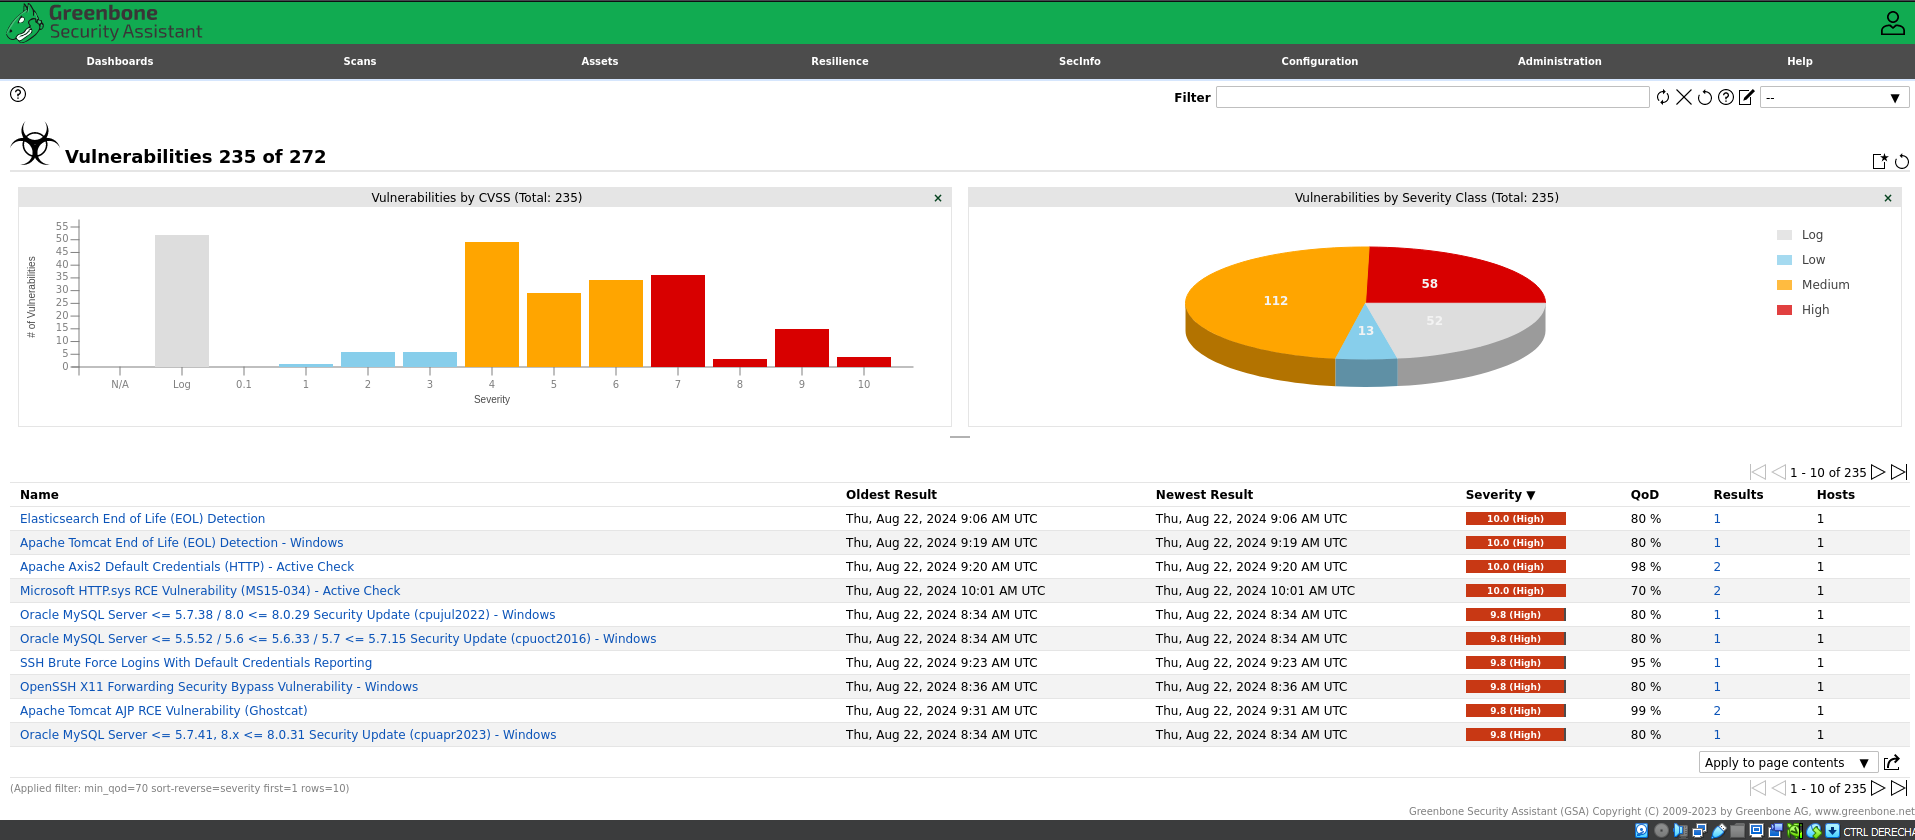 Greenbone
Security Assistant
Dashboards Scans Assets Resilience SecInfo Configuration Administration Help
Filter --
Vulnerabilities 235 of 272
Vulnerabilities by CVSS (Total: 235) ×
55
50
45
40
35
30
25
20
15
10
5
0
# of Vulnerabilities
N/A Log 0.1 1 2 3 4 5 6 7 8 9 10
Severity
Vulnerabilities by Severity Class (Total: 235) ×
58
112
52
13
Log
Low
Medium
High
1 - 10 of 235
Name Oldest Result Newest Result Severity ▼ QoD Results Hosts
Elasticsearch End of Life (EOL) Detection Thu, Aug 22, 2024 9:06 AM UTC Thu, Aug 22, 2024 9:06 AM UTC 10.0 (High) 80 % 1 1
Apache Tomcat End of Life (EOL) Detection - Windows Thu, Aug 22, 2024 9:19 AM UTC Thu, Aug 22, 2024 9:19 AM UTC 10.0 (High) 80 % 1 1
Apache Axis2 Default Credentials (HTTP) - Active Check Thu, Aug 22, 2024 9:20 AM UTC Thu, Aug 22, 2024 9:20 AM UTC 10.0 (High) 98 % 2 1
Microsoft HTTP.sys RCE Vulnerability (MS15-034) - Active Check Thu, Aug 22, 2024 10:01 AM UTC Thu, Aug 22, 2024 10:01 AM UTC 10.0 (High) 70 % 2 1
Oracle MySQL Server <= 5.7.38 / 8.0 <= 8.0.29 Security Update (cpujul2022) - Windows Thu, Aug 22, 2024 8:34 AM UTC Thu, Aug 22, 2024 8:34 AM UTC 9.8 (High) 80 % 1 1
Oracle MySQL Server <= 5.5.52 / 5.6 <= 5.6.33 / 5.7 <= 5.7.15 Security Update (cpuoct2016) - Windows Thu, Aug 22, 2024 8:34 AM UTC Thu, Aug 22, 2024 8:34 AM UTC 9.8 (High) 80 % 1 1
SSH Brute Force Logins With Default Credentials Reporting Thu, Aug 22, 2024 9:23 AM UTC Thu, Aug 22, 2024 9:23 AM UTC 9.8 (High) 95 % 1 1
OpenSSH X11 Forwarding Security Bypass Vulnerability - Windows Thu, Aug 22, 2024 8:36 AM UTC Thu, Aug 22, 2024 8:36 AM UTC 9.8 (High) 80 % 1 1
Apache Tomcat AJP RCE Vulnerability (Ghostcat) Thu, Aug 22, 2024 9:31 AM UTC Thu, Aug 22, 2024 9:31 AM UTC 9.8 (High) 99 % 2 1
Oracle MySQL Server <= 5.7.41, 8.x <= 8.0.31 Security Update (cpuapr2023) - Windows Thu, Aug 22, 2024 8:34 AM UTC Thu, Aug 22, 2024 8:34 AM UTC 9.8 (High) 80 % 1 1
Apply to page contents ▼
(Applied filter: min_qod=70 sort-reverse=severity first=1 rows=10) 1 - 10 of 235
Greenbone Security Assistant (GSA) Copyright (C) 2009-2023 by Greenbone AG, www.greenbone.net
CTRL DERECHA